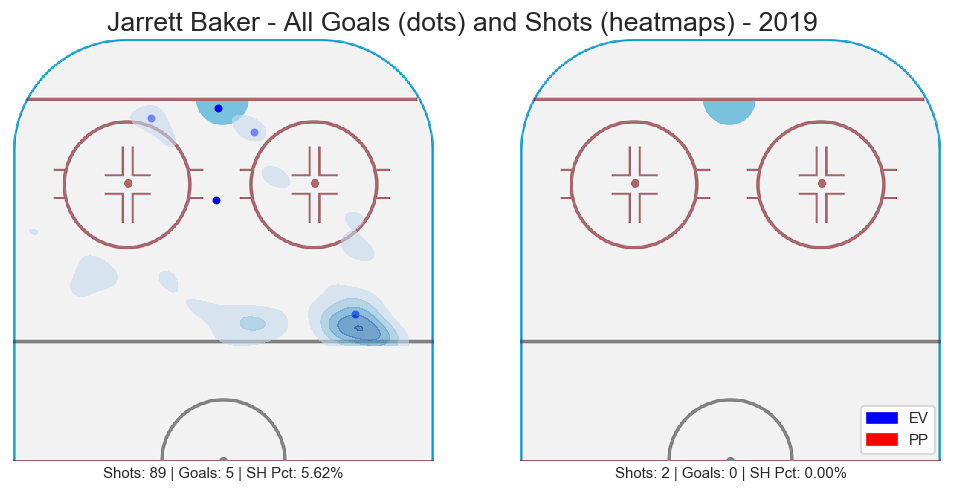 Jarrett Baker - All Goals (dots) and Shots (heatmaps) - 2019
EV
PP
Shots: 89 | Goals: 5 | SH Pct: 5.62%
Shots: 2 | Goals: 0 | SH Pct: 0.00%